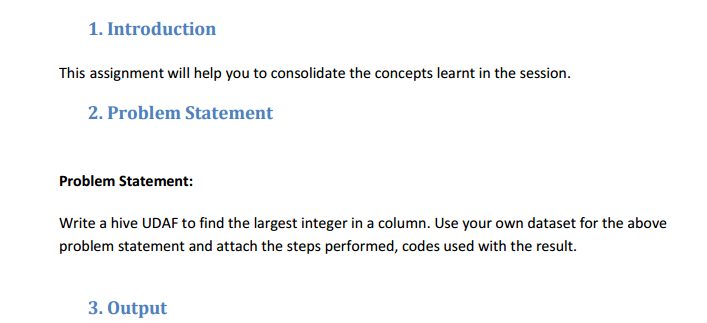 1. Introduction
This assignment will help you to consolidate the concepts learnt in the session.
2. Problem Statement
Problem Statement:
Write a hive UDAF to find the largest integer in a column. Use your own dataset for the above
problem statement and attach the steps performed, codes used with the result.
3. Output